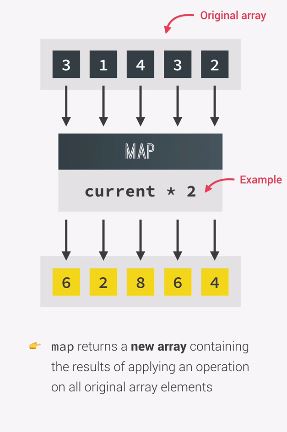 Original array
3 1 4 3 2
MAP
current * 2
Example
6 2 8 6 4
map returns a new array containing
the results of applying an operation
on all original array elements